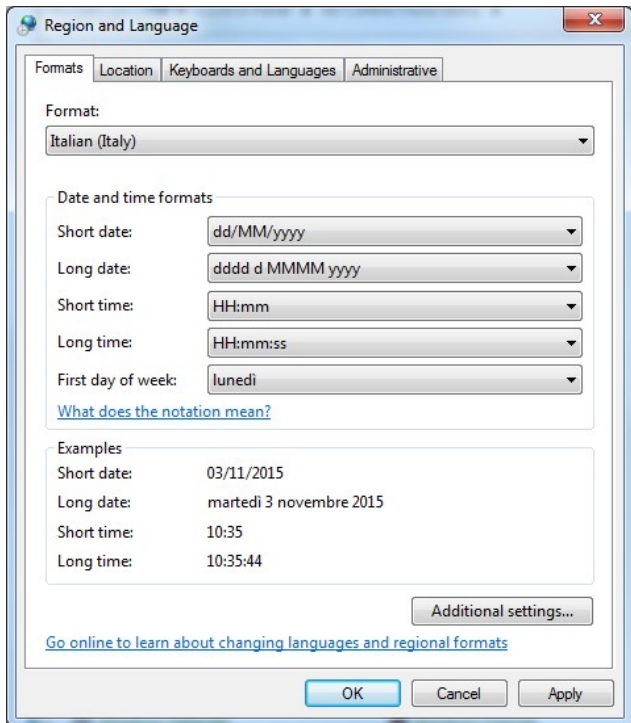 Region and Language
Formats Location Keyboards and Languages Administrative
Format:
Italian (Italy)
Date and time formats
Short date: dd/MM/yyyy
Long date: dddd d MMMM yyyy
Short time: HH:mm
Long time: HH:mm:ss
First day of week: lunedì
What does the notation mean?
Examples
Short date: 03/11/2015
Long date: martedì 3 novembre 2015
Short time: 10:35
Long time: 10:35:44
Additional settings...
Go online to learn about changing languages and regional formats
OK Cancel Apply